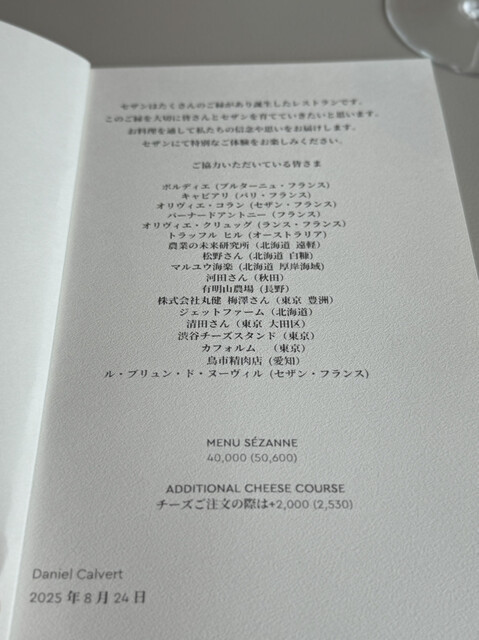 セザンはたくさんのご縁があり誕生したレストランです。
このご縁を大切に皆さんとセザンを育てていきたいと思います。
お料理を通して私たちの信念や思いをお届けします。
セザンにて特別なご体験をお楽しみください。
ご協力いただいている皆さま
ボルディエ (ブルターニュ・フランス)
キャビアリ (パリ・フランス)
オリヴィエ・コラン (セザン・フランス)
バーナードアントニー (フランス)
オリヴィエ・クリュッグ (ランス・フランス)
トラッフル ヒル (オーストラリア)
農業の未来研究所 (北海道 遠軽)
松野さん (北海道 白糠)
マルユウ海楽 (北海道 厚岸海域)
河田さん (秋田)
有明山農場 (長野)
株式会社丸健 梅澤さん (東京 豊洲)
ジェットファーム (北海道)
清田さん (東京 大田区)
渋谷チーズスタンド (東京)
カフォルム (東京)
鳥市精肉店 (愛知)
ル・ブリュン・ド・ヌーヴィル (セザン・フランス)
MENU SÉZANNE
40,000 (50,600)
ADDITIONAL CHEESE COURSE
チーズご注文の際は+2,000 (2,530)
Daniel Calvert
2025 年 8 月 24 日